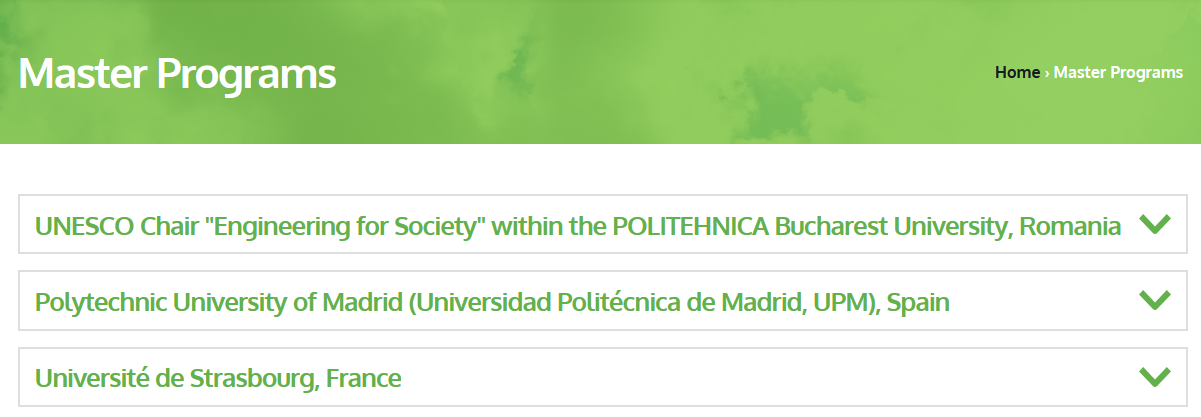 Master Programs
Home › Master Programs
UNESCO Chair "Engineering for Society" within the POLITEHNICA Bucharest University, Romania
Polytechnic University of Madrid (Universidad Politécnica de Madrid, UPM), Spain
Université de Strasbourg, France